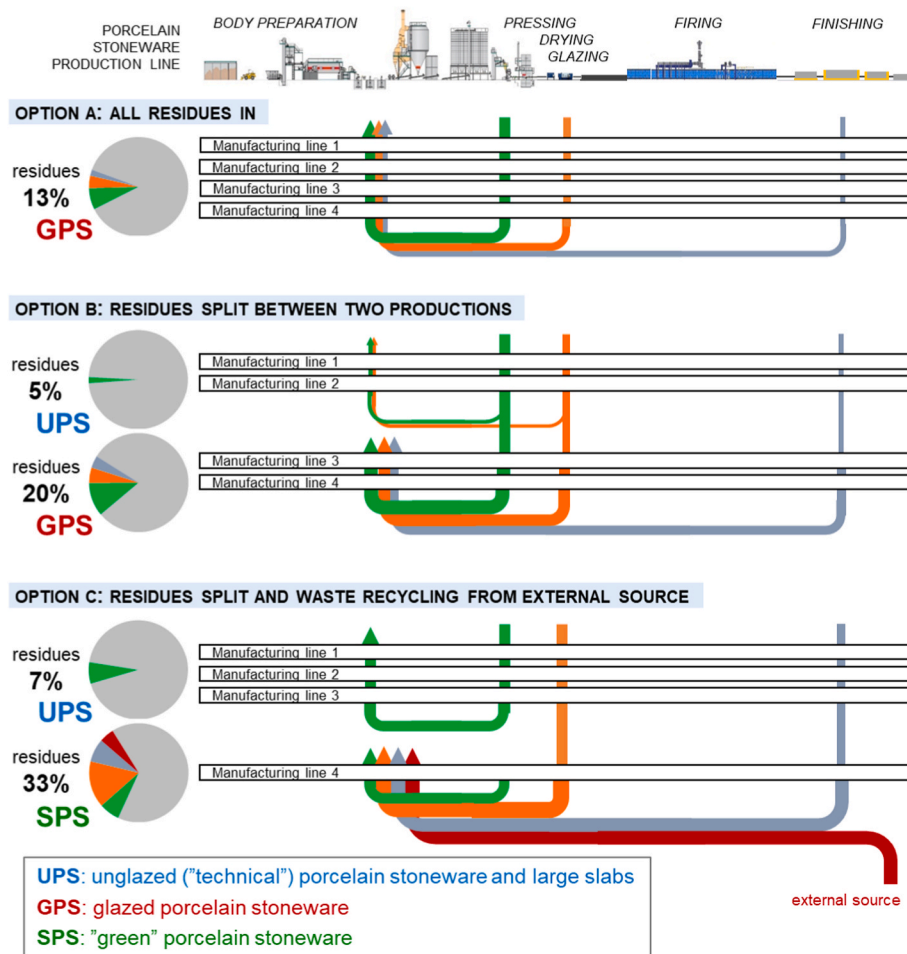 PORCELAIN
STONEWARE
PRODUCTION LINE
BODY PREPARATION
PRESSING
DRYING
GLAZING
FIRING
FINISHING
OPTION A: ALL RESIDUES IN
residues
13%
GPS
Manufacturing line 1
Manufacturing line 2
Manufacturing line 3
Manufacturing line 4
OPTION B: RESIDUES SPLIT BETWEEN TWO PRODUCTIONS
residues
5%
UPS
Manufacturing line 1
Manufacturing line 2
residues
20%
GPS
Manufacturing line 3
Manufacturing line 4
OPTION C: RESIDUES SPLIT AND WASTE RECYCLING FROM EXTERNAL SOURCE
residues
7%
UPS
Manufacturing line 1
Manufacturing line 2
Manufacturing line 3
residues
33%
SPS
Manufacturing line 4
external source
UPS: unglazed ("technical") porcelain stoneware and large slabs
GPS: glazed porcelain stoneware
SPS: "green" porcelain stoneware